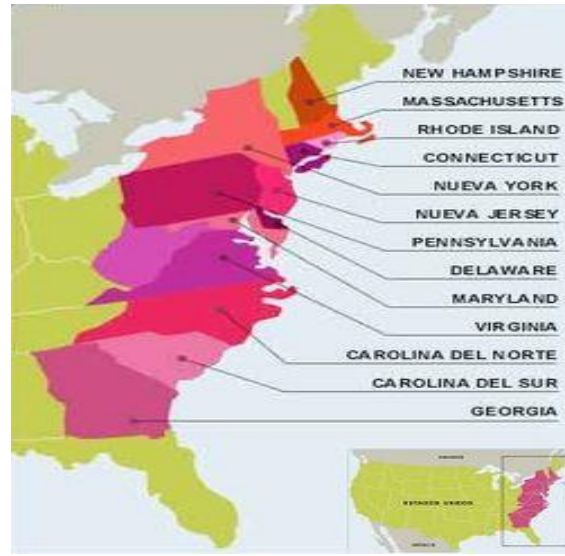 NEW HAMPSHIRE
MASSACHUSETTS
RHODE ISLAND
CONNECTICUT
NUEVA YORK
NUEVA JERSEY
PENNSYLVANIA
DELAWARE
MARYLAND
VIRGINIA
CAROLINA DEL NORTE
CAROLINA DEL SUR
GEORGIA
ESTADOS UNIDOS
MÉXICO